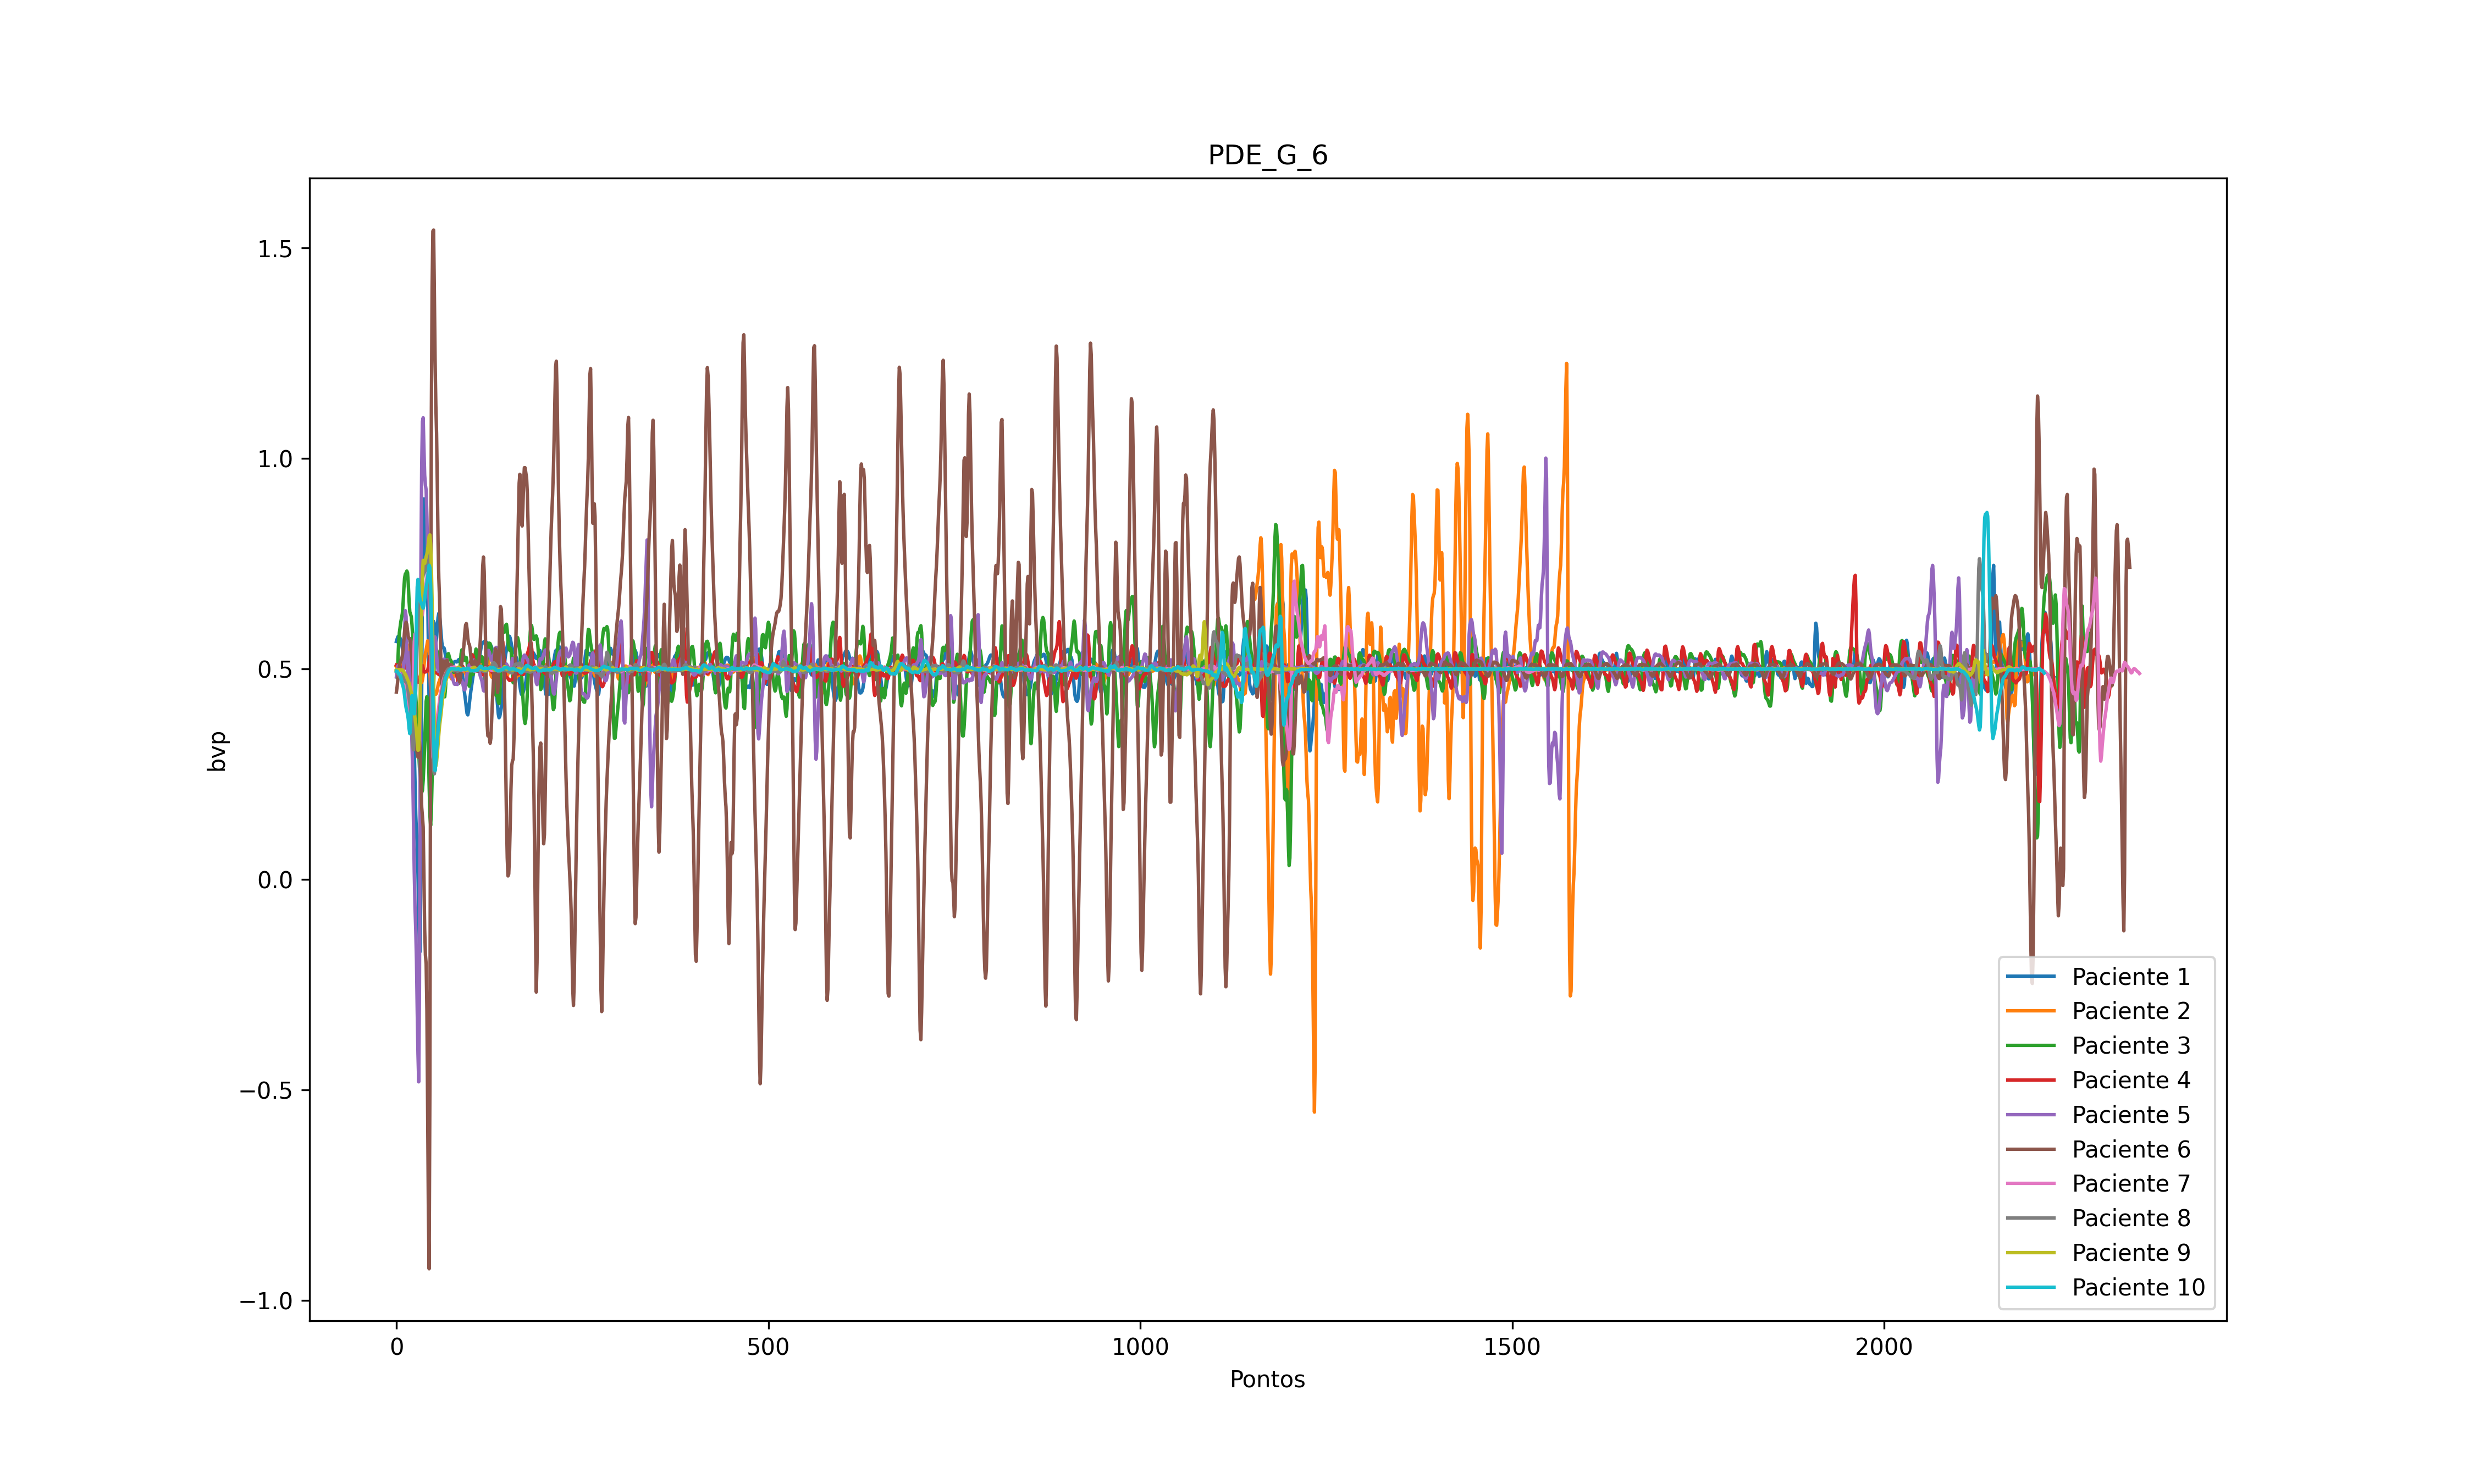 PDE_G_6
1.5
1.0
0.5
0.0
−0.5
−1.0
bvp
0
500
1000
1500
2000
Pontos
Paciente 1
Paciente 2
Paciente 3
Paciente 4
Paciente 5
Paciente 6
Paciente 7
Paciente 8
Paciente 9
Paciente 10